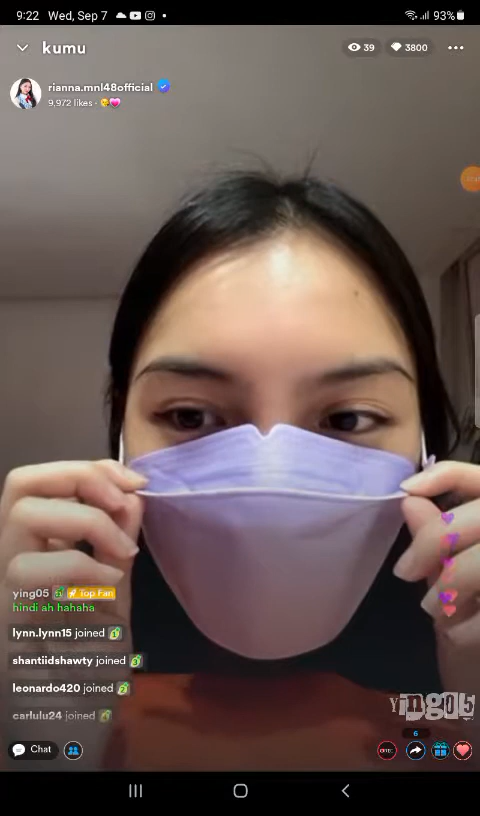 9:22 Wed, Sep 7 • 93%
kumu
39 3800
rianna.mnl48official
9,972 likes •
ying05 Top Fan
hindi ah hahaha
lynn.lynn15 joined
shantiidshawty joined
leonardo420 joined
carlulu24 joined
Ying05
6
Chat